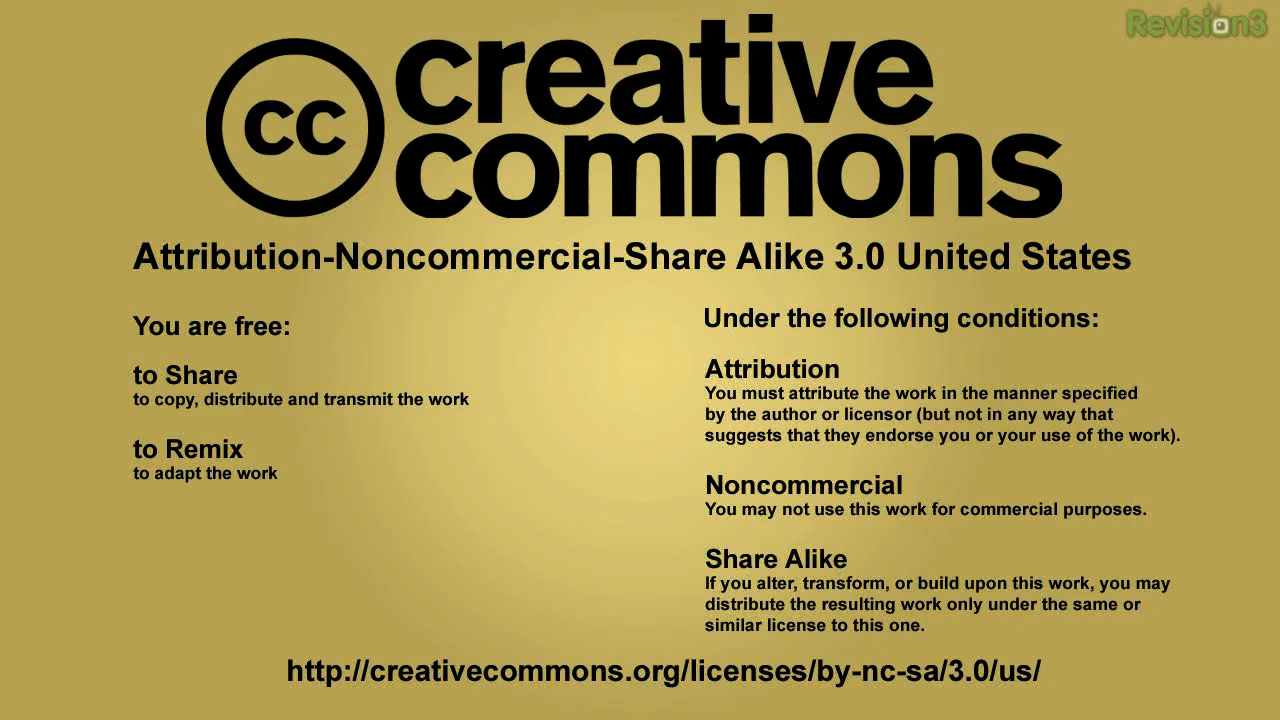 Revision3
cc creative
commons
Attribution-Noncommercial-Share Alike 3.0 United States
You are free:
to Share
to copy, distribute and transmit the work
to Remix
to adapt the work
Under the following conditions:
Attribution
You must attribute the work in the manner specified
by the author or licensor (but not in any way that
suggests that they endorse you or your use of the work).
Noncommercial
You may not use this work for commercial purposes.
Share Alike
If you alter, transform, or build upon this work, you may
distribute the resulting work only under the same or
similar license to this one.
http://creativecommons.org/licenses/by-nc-sa/3.0/us/